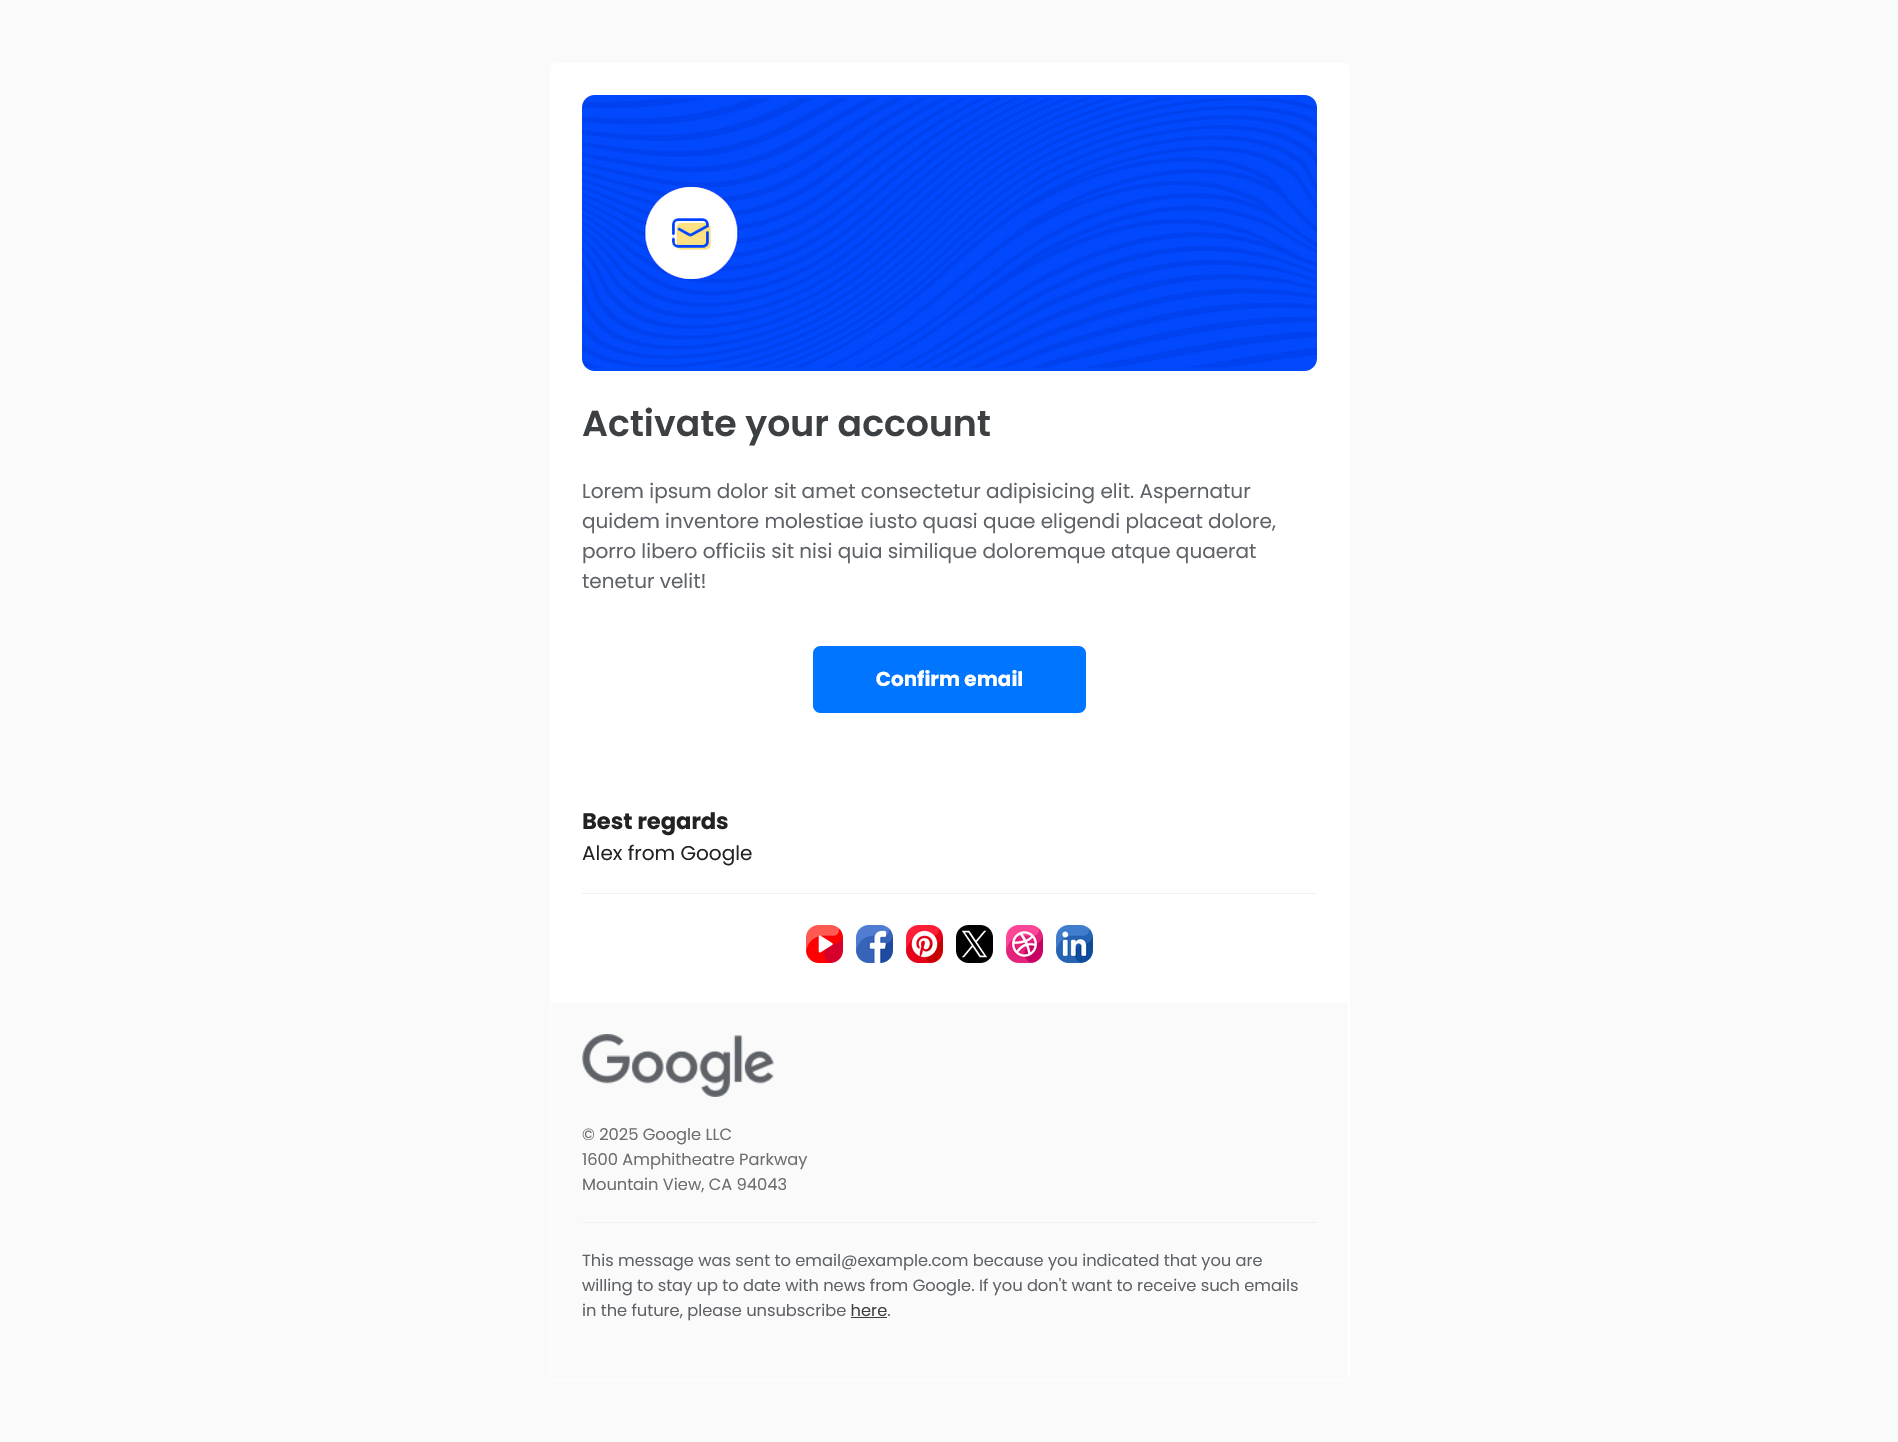 Activate your account
Lorem ipsum dolor sit amet consectetur adipisicing elit. Aspernatur
quidem inventore molestiae iusto quasi quae eligendi placeat dolore,
porro libero officiis sit nisi quia similique doloremque atque quaerat
tenetur velit!
Confirm email
Best regards
Alex from Google
Google
© 2025 Google LLC
1600 Amphitheatre Parkway
Mountain View, CA 94043
This message was sent to email@example.com because you indicated that you are
willing to stay up to date with news from Google. If you don't want to receive such emails
in the future, please unsubscribe here.